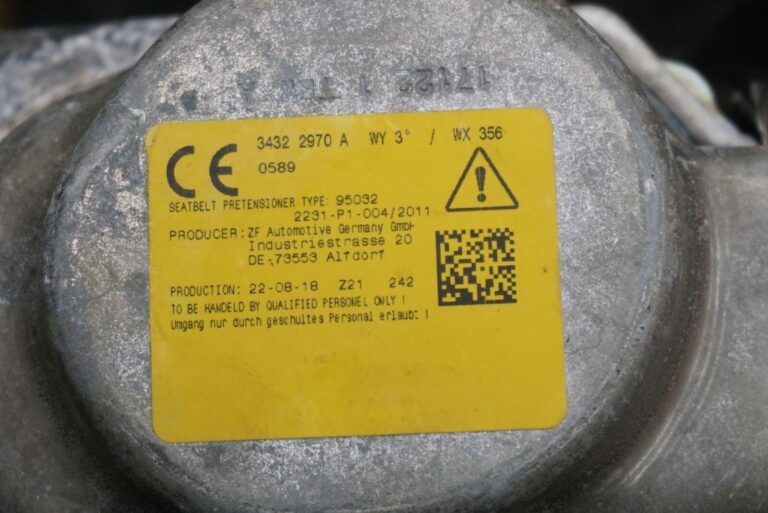 3432 2970 A WY 3° / WX 356
CE 0589
SEATBELT PRETENSIONER TYPE: 95032
2231-P1-004/2011
PRODUCER: ZF Automotive Germany GmbH
Industriestrasse 20
DE-73553 Alfdorf
PRODUCTION: 22-08-18 Z21 242
TO BE HANDELD BY QUALIFIED PERSONEL ONLY !
Umgang nur durch geschultes Personal erlaubt !